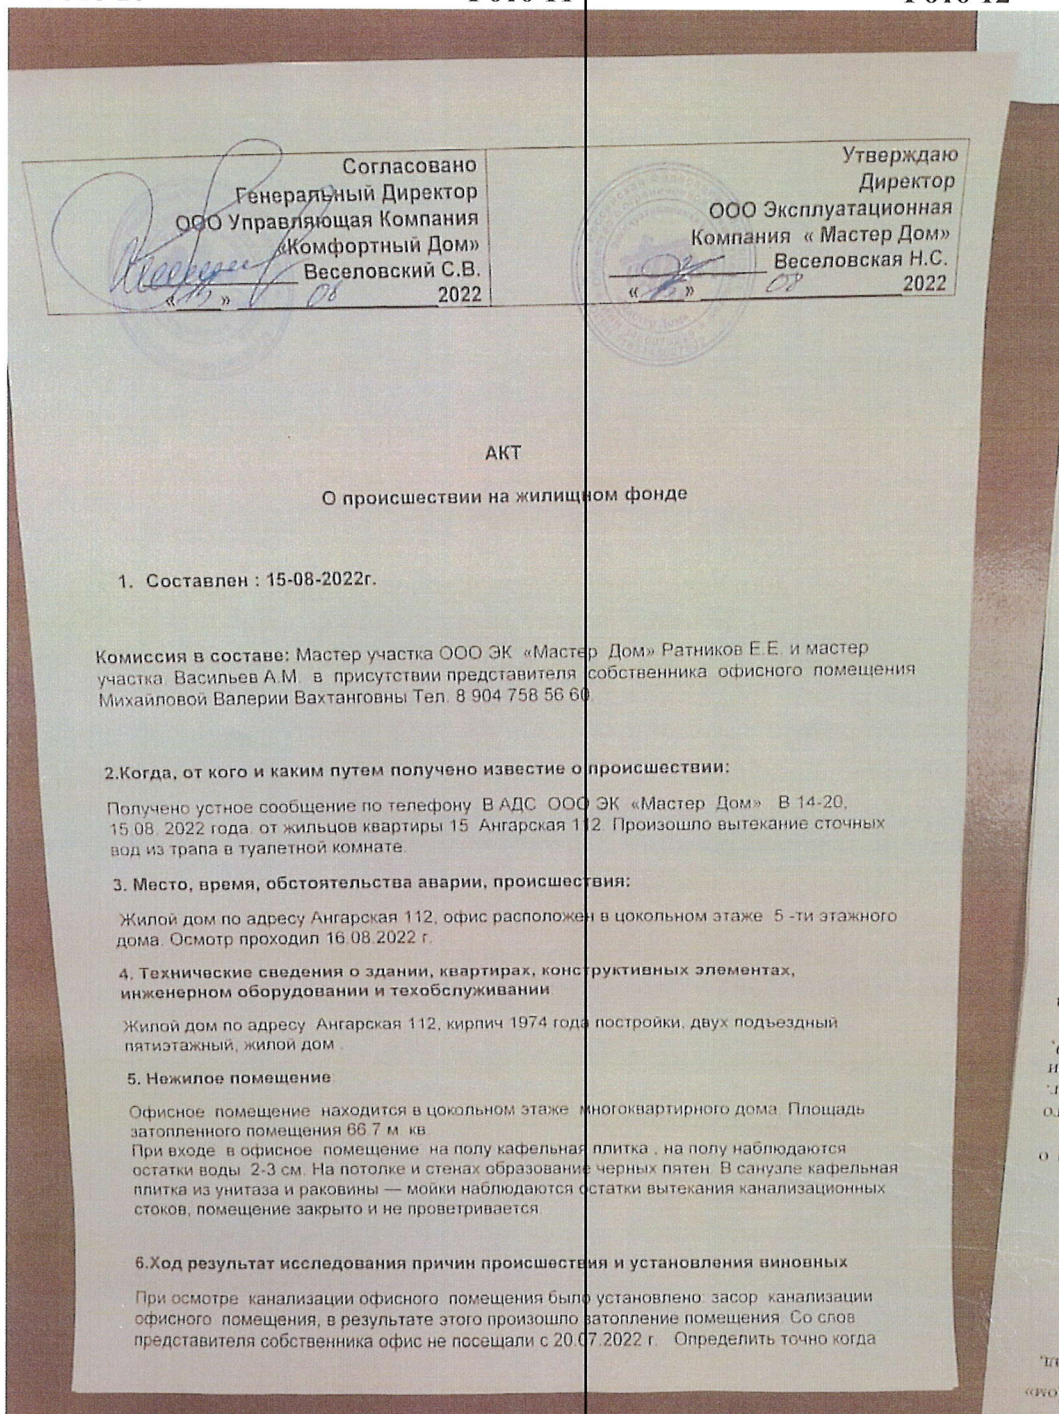 Фото 11
Фото 12
Согласовано
Генеральный Директор
ООО Управляющая Компания
«Комфортный Дом»
Веселовский С.В.
«15» 08 2022
Утверждаю
Директор
ООО Эксплуатационная
Компания « Мастер Дом»
Веселовская Н.С.
« » 08 2022
АКТ
О происшествии на жилищном фонде
1. Составлен : 15-08-2022г.
Комиссия в составе: Мастер участка ООО ЭК «Мастер Дом» Ратников Е.Е. и мастер
участка Васильев А.М. в присутствии представителя собственника офисного помещения
Михайловой Валерии Вахтанговны Тел. 8 904 758 56 60.
2.Когда, от кого и каким путем получено известие о происшествии:
Получено устное сообщение по телефону В АДС ООО ЭК «Мастер Дом» В 14-20,
15.08. 2022 года. от жильцов квартиры 15 Ангарская 112. Произошло вытекание сточных
вод из трапа в туалетной комнате.
3. Место, время, обстоятельства аварии, происшествия:
Жилой дом по адресу Ангарская 112, офис расположен в цокольном этаже 5 -ти этажного
дома. Осмотр проходил 16.08.2022 г.
4. Технические сведения о здании, квартирах, конструктивных элементах,
инженерном оборудовании и техобслуживании
Жилой дом по адресу Ангарская 112, кирпич 1974 года постройки, двух подъездный
пятиэтажный, жилой дом .
5. Нежилое помещение
Офисное помещение находится в цокольном этаже многоквартирного дома. Площадь
затопленного помещения 66.7 м. кв.
При входе в офисное помещение на полу кафельная плитка , на полу наблюдаются
остатки воды 2-3 см. На потолке и стенах образование черных пятен. В санузле кафельная
плитка из унитаза и раковины — мойки наблюдаются остатки вытекания канализационных
стоков, помещение закрыто и не проветривается.
6.Ход результат исследования причин происшествия и установления виновных
При осмотре канализации офисного помещения было установлено: засор канализации
офисного помещения, в результате этого произошло затопление помещения. Со слов
представителя собственника офис не посещали с 20.07.2022 г. Определить точно когда